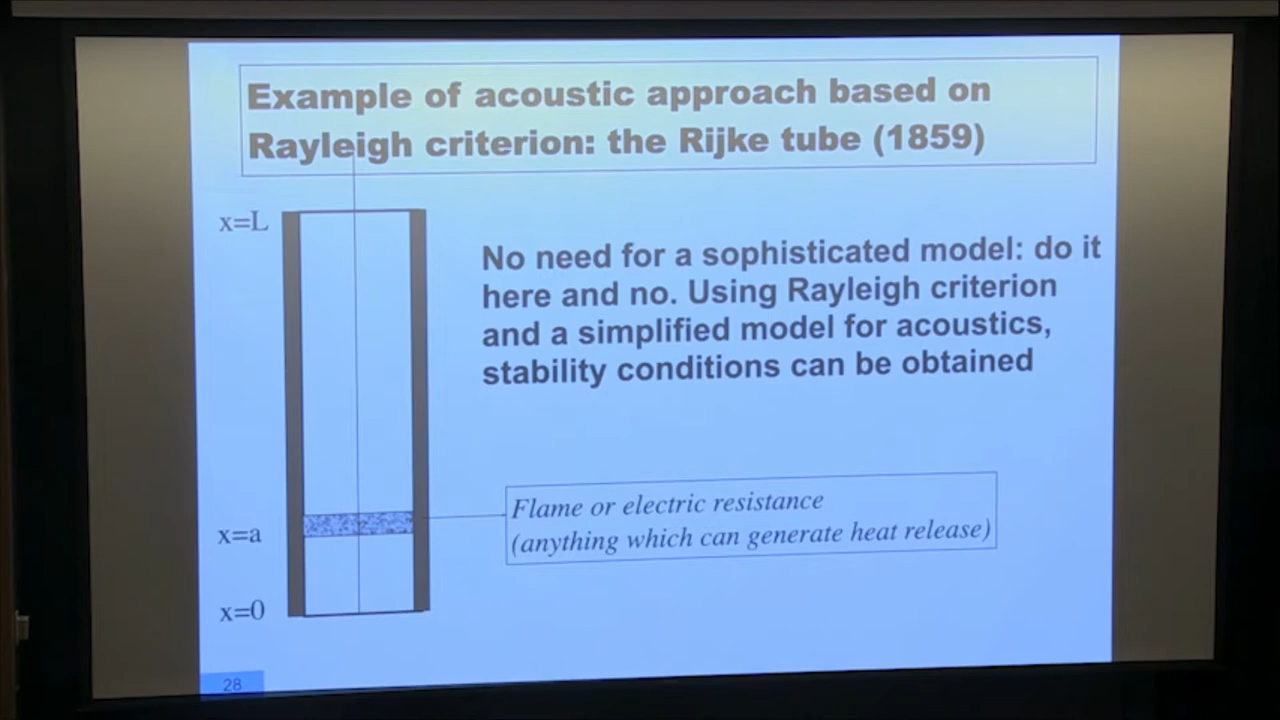 Example of acoustic approach based on
Rayleigh criterion: the Rijke tube (1859)
x=L
No need for a sophisticated model: do it
here and no. Using Rayleigh criterion
and a simplified model for acoustics,
stability conditions can be obtained
Flame or electric resistance
(anything which can generate heat release)
x=a
x=0
28